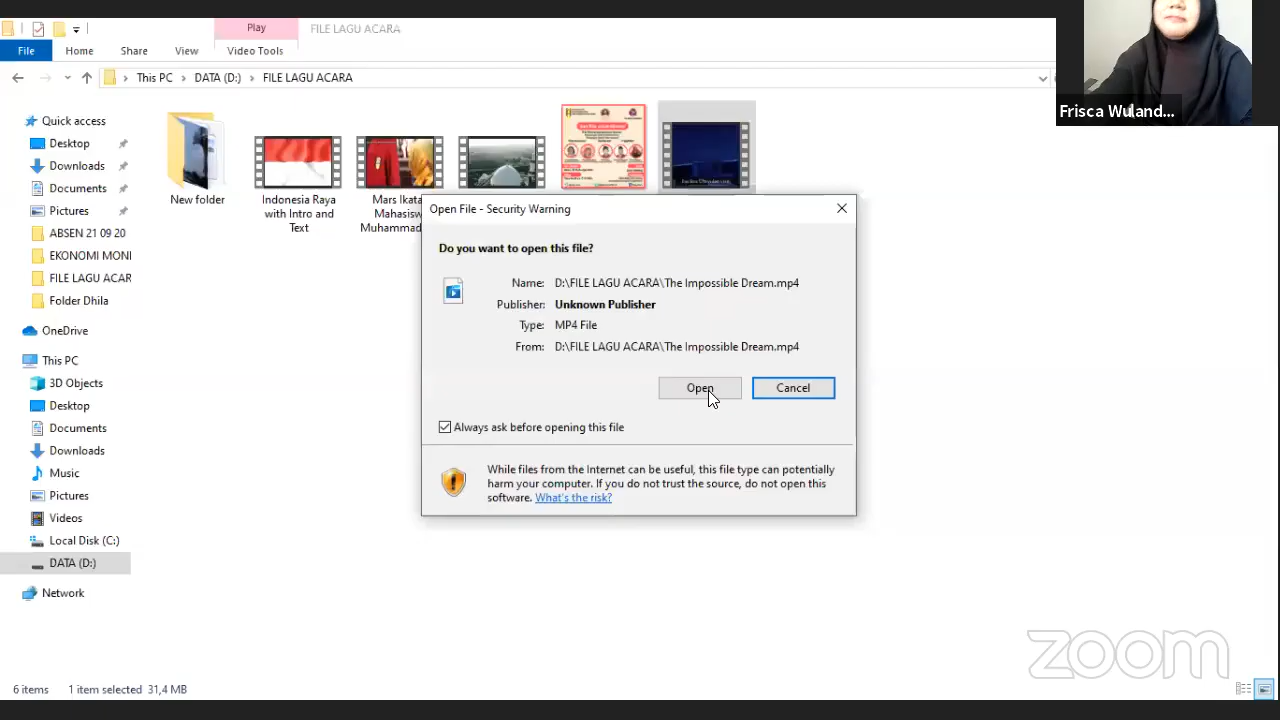 Play
FILE LAGU ACARA
File
Home
Share
View
Video Tools
This PC
DATA (D:)
FILE LAGU ACARA
Frisca Wuland...
Quick access
Desktop
Downloads
Documents
Pictures
ABSEN 21 09 20
EKONOMI MONI
FILE LAGU ACAR
Folder Dhila
OneDrive
This PC
3D Objects
Desktop
Documents
Downloads
Music
Pictures
Videos
Local Disk (C:)
DATA (D:)
Network
New folder
Indonesia Raya
with Intro and
Text
Mars Ikata
Mahasisw
Muhammad
Open File - Security Warning
Do you want to open this file?
Name: D:\FILE LAGU ACARA\The Impossible Dream.mp4
Publisher: Unknown Publisher
Type: MP4 File
From: D:\FILE LAGU ACARA\The Impossible Dream.mp4
Open
Cancel
Always ask before opening this file
While files from the Internet can be useful, this file type can potentially
harm your computer. If you do not trust the source, do not open this
software. What's the risk?
zoom
6 items 1 item selected 31,4 MB